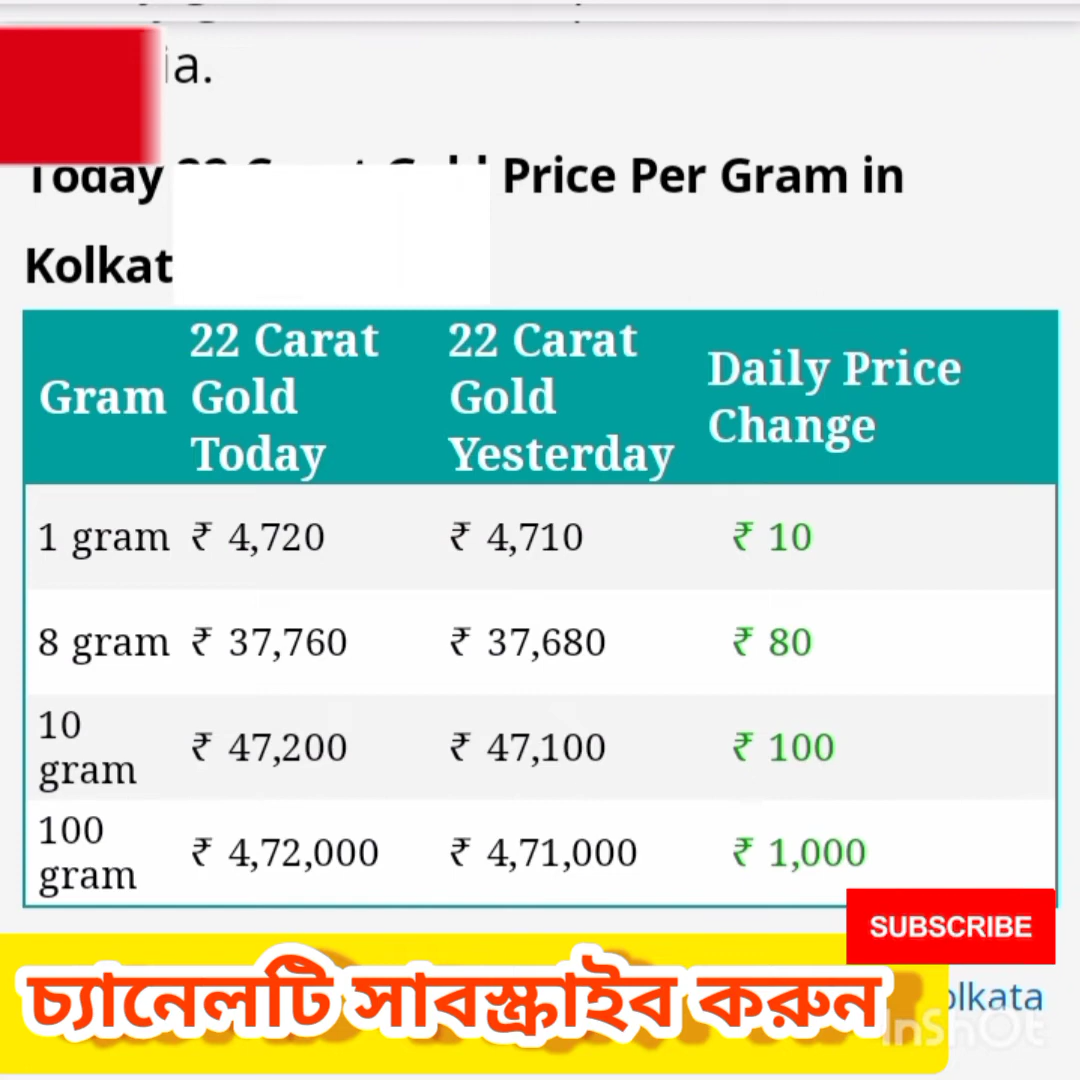 ia.
Today Price Per Gram in
Kolkat
Gram 22 Carat Gold Today 22 Carat Gold Yesterday Daily Price Change
1 gram ₹ 4,720 ₹ 4,710 ₹ 10
8 gram ₹ 37,760 ₹ 37,680 ₹ 80
10 gram ₹ 47,200 ₹ 47,100 ₹ 100
100 gram ₹ 4,72,000 ₹ 4,71,000 ₹ 1,000
SUBSCRIBE
চ্যানেলটি সাবস্ক্রাইব করুন
olkata
InShOt